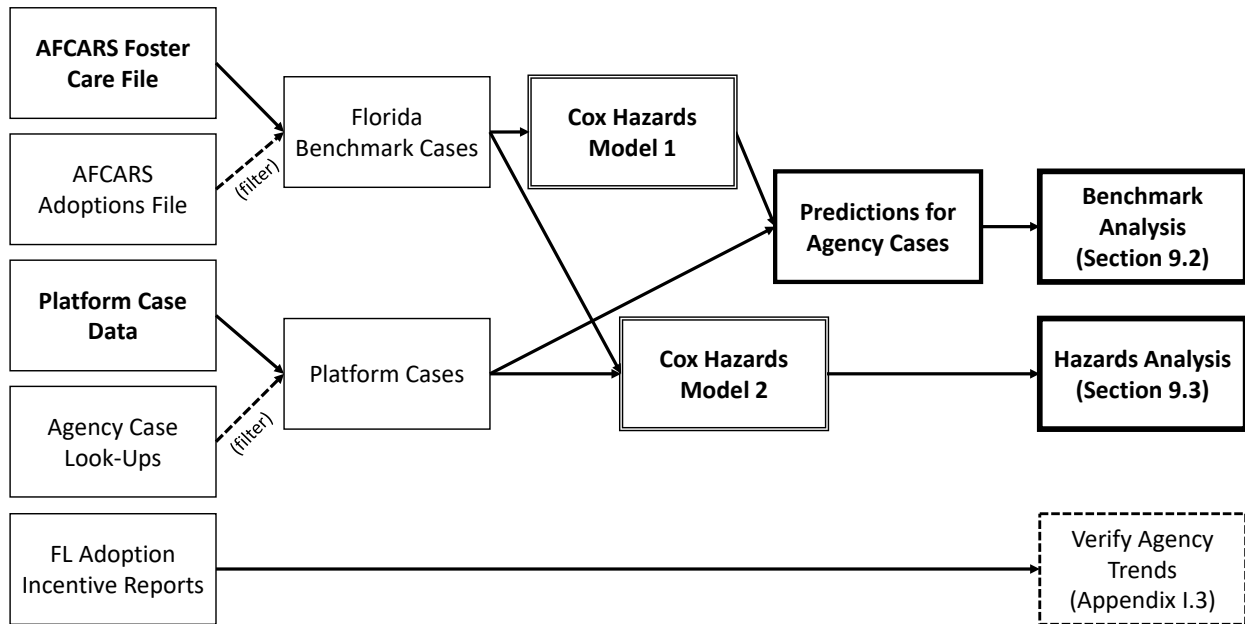 AFCARS Foster
Care File
AFCARS
Adoptions File
(filter)
Florida
Benchmark Cases
Cox Hazards
Model 1
Predictions for
Agency Cases
Benchmark
Analysis
(Section 9.2)
Platform Case
Data
Agency Case
Look-Ups
(filter)
Platform Cases
Cox Hazards
Model 2
Hazards Analysis
(Section 9.3)
FL Adoption
Incentive Reports
Verify Agency
Trends
(Appendix I.3)